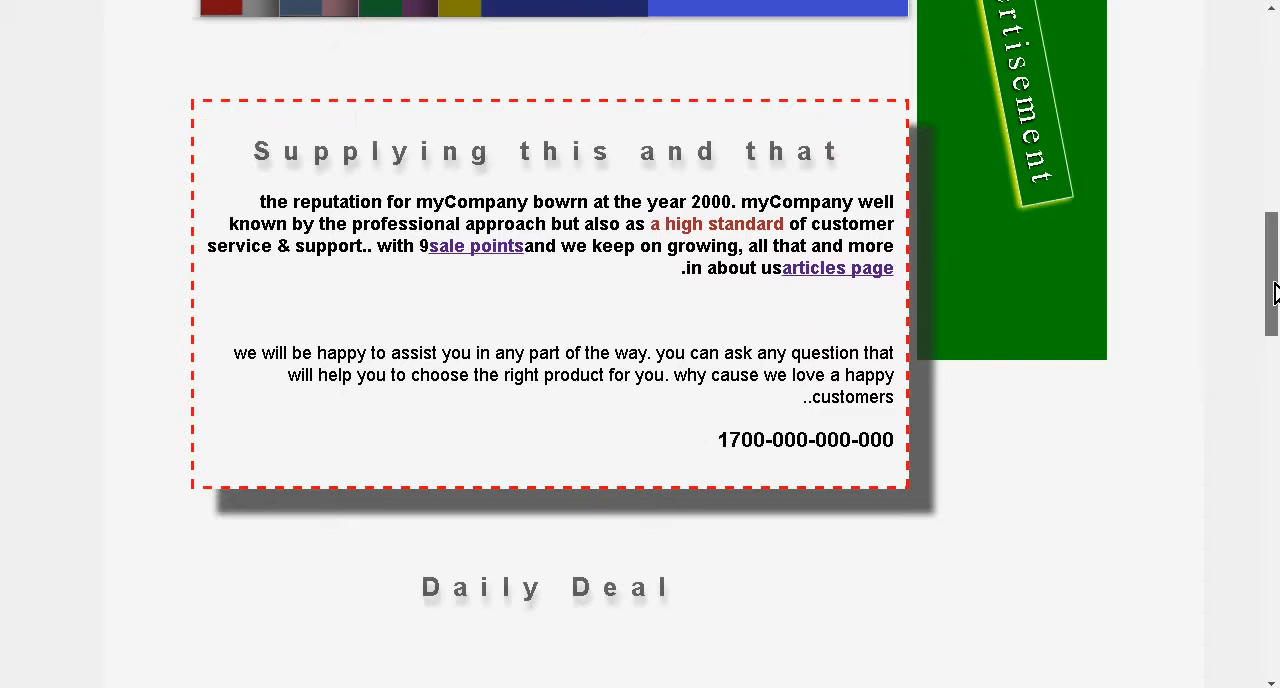 rtisement
Supplying this and that
the reputation for myCompany bowrn at the year 2000. myCompany well
known by the professional approach but also as a high standard of customer
service & support.. with 9sale pointsand we keep on growing, all that and more
.in about usarticles page
we will be happy to assist you in any part of the way. you can ask any question that
will help you to choose the right product for you. why cause we love a happy
..customers
1700-000-000-000
Daily Deal